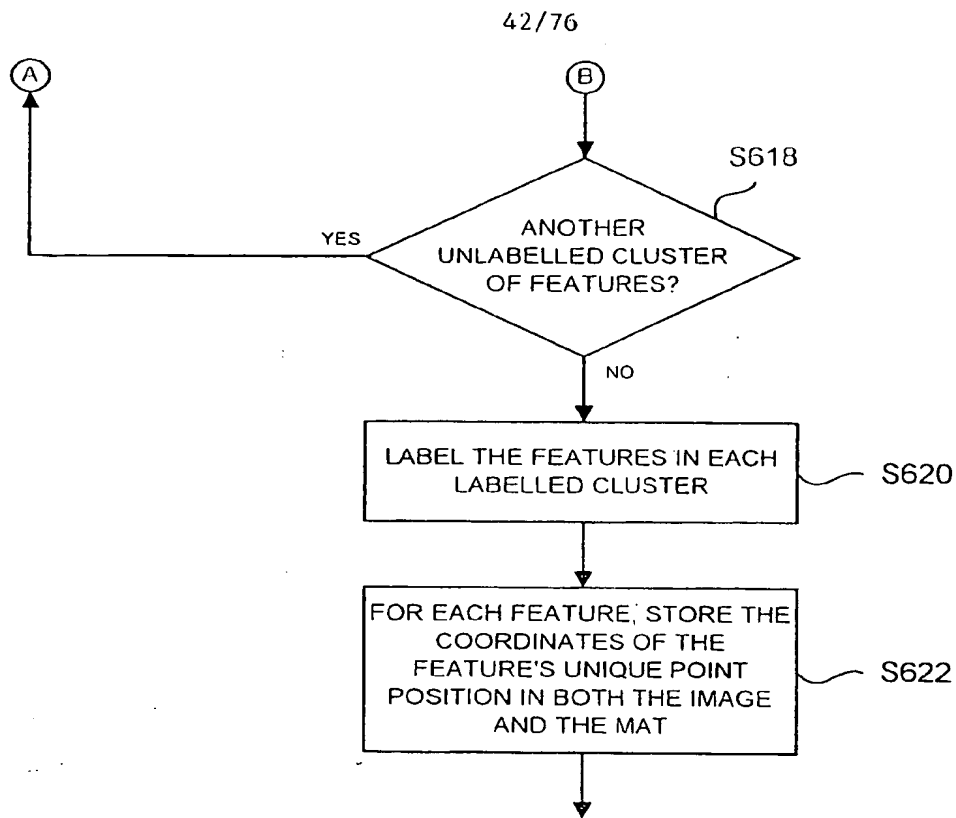 42/76
A
B
S618
ANOTHER
UNLABELLED CLUSTER
OF FEATURES?
YES
NO
LABEL THE FEATURES IN EACH
LABELLED CLUSTER
S620
FOR EACH FEATURE, STORE THE
COORDINATES OF THE
FEATURE'S UNIQUE POINT
POSITION IN BOTH THE IMAGE
AND THE MAT
S622